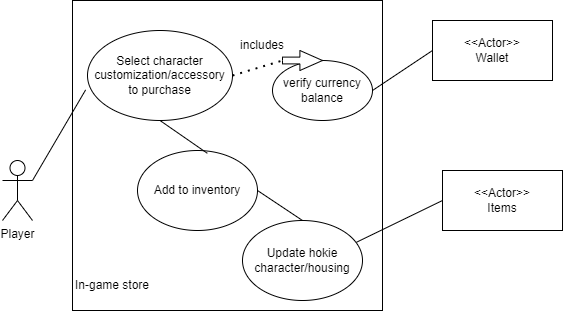 includes
Select character
customization/accessory
to purchase
verify currency
balance
<<Actor>>
Wallet
Add to inventory
<<Actor>>
Items
Player
Update hokie
character/housing
In-game store